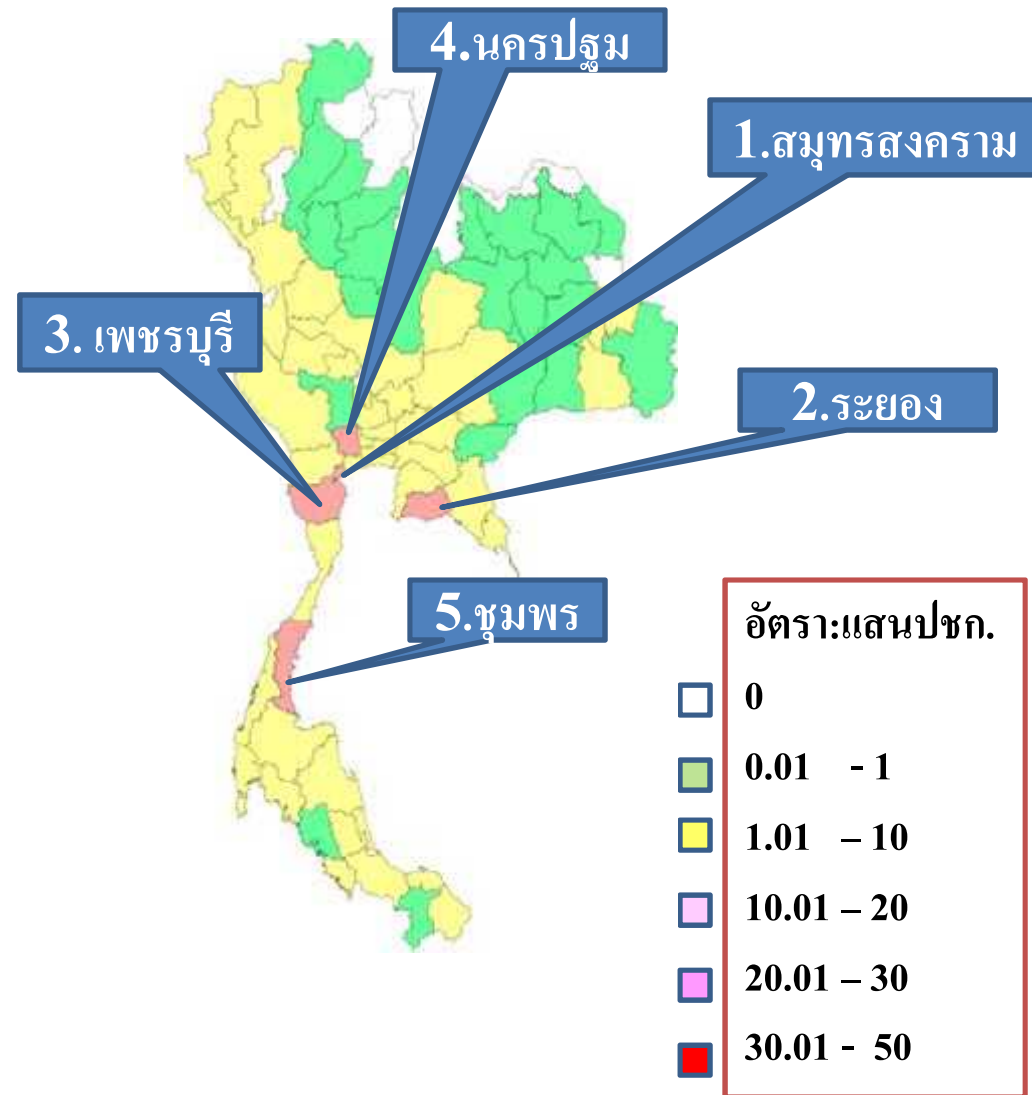 4.นครปฐม
1.สมุทรสงคราม
3. เพชรบุรี
2.ระยอง
5.ชุมพร
อัตรา:แสนปชก.
0
0.01 - 1
1.01 – 10
10.01 – 20
20.01 – 30
30.01 - 50